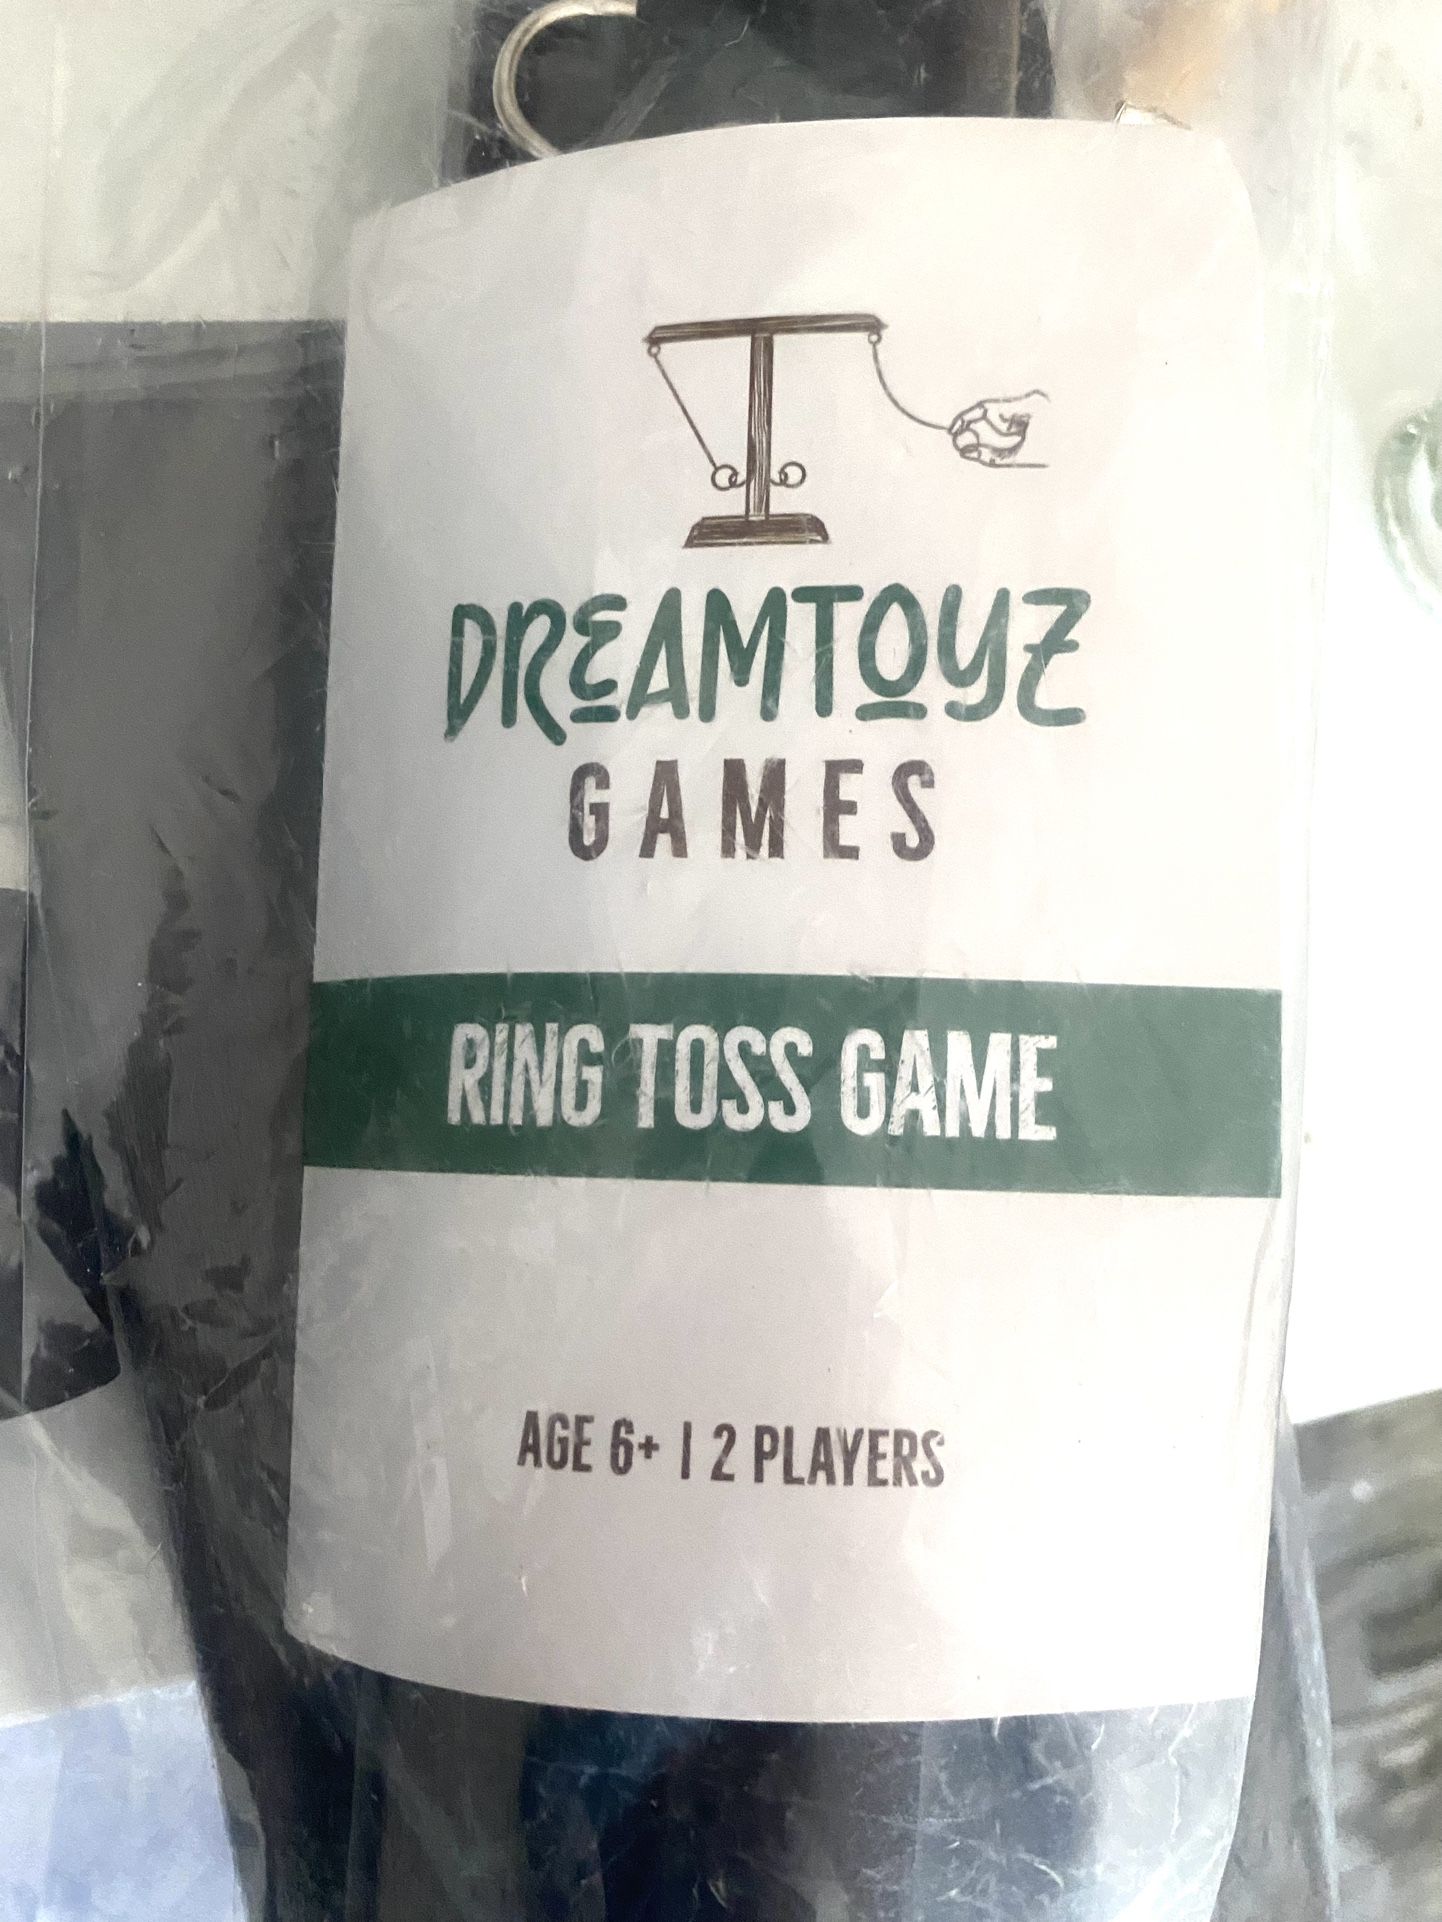 DREAMTOYZ
GAMES
RING TOSS GAME
AGE 6+ | 2 PLAYERS